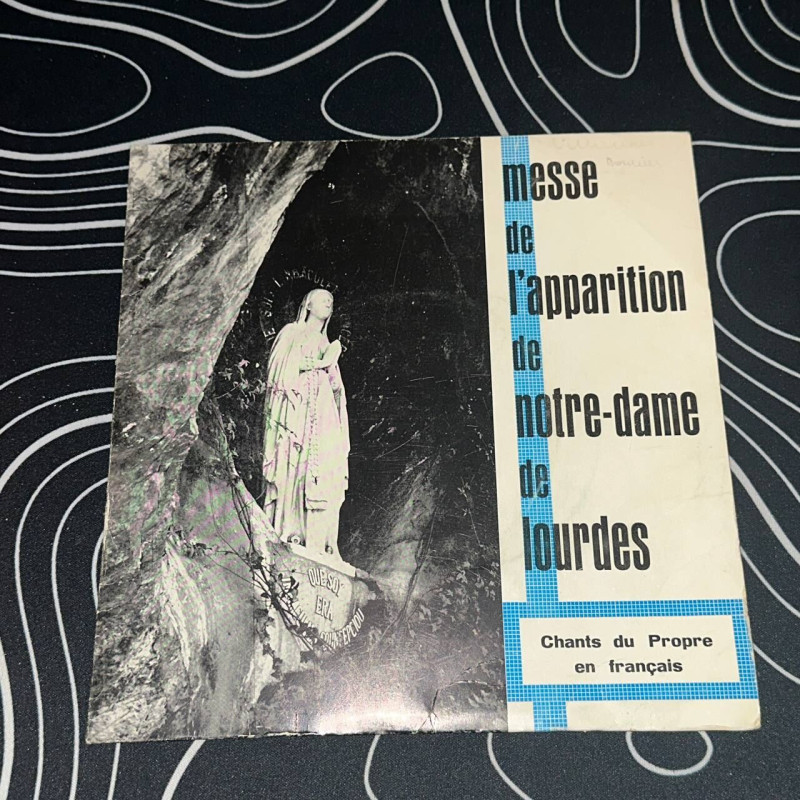 messe
de
l'apparition
de
notre-dame
de
lourdes
Chants du Propre
en français
QUE SOY
ERA